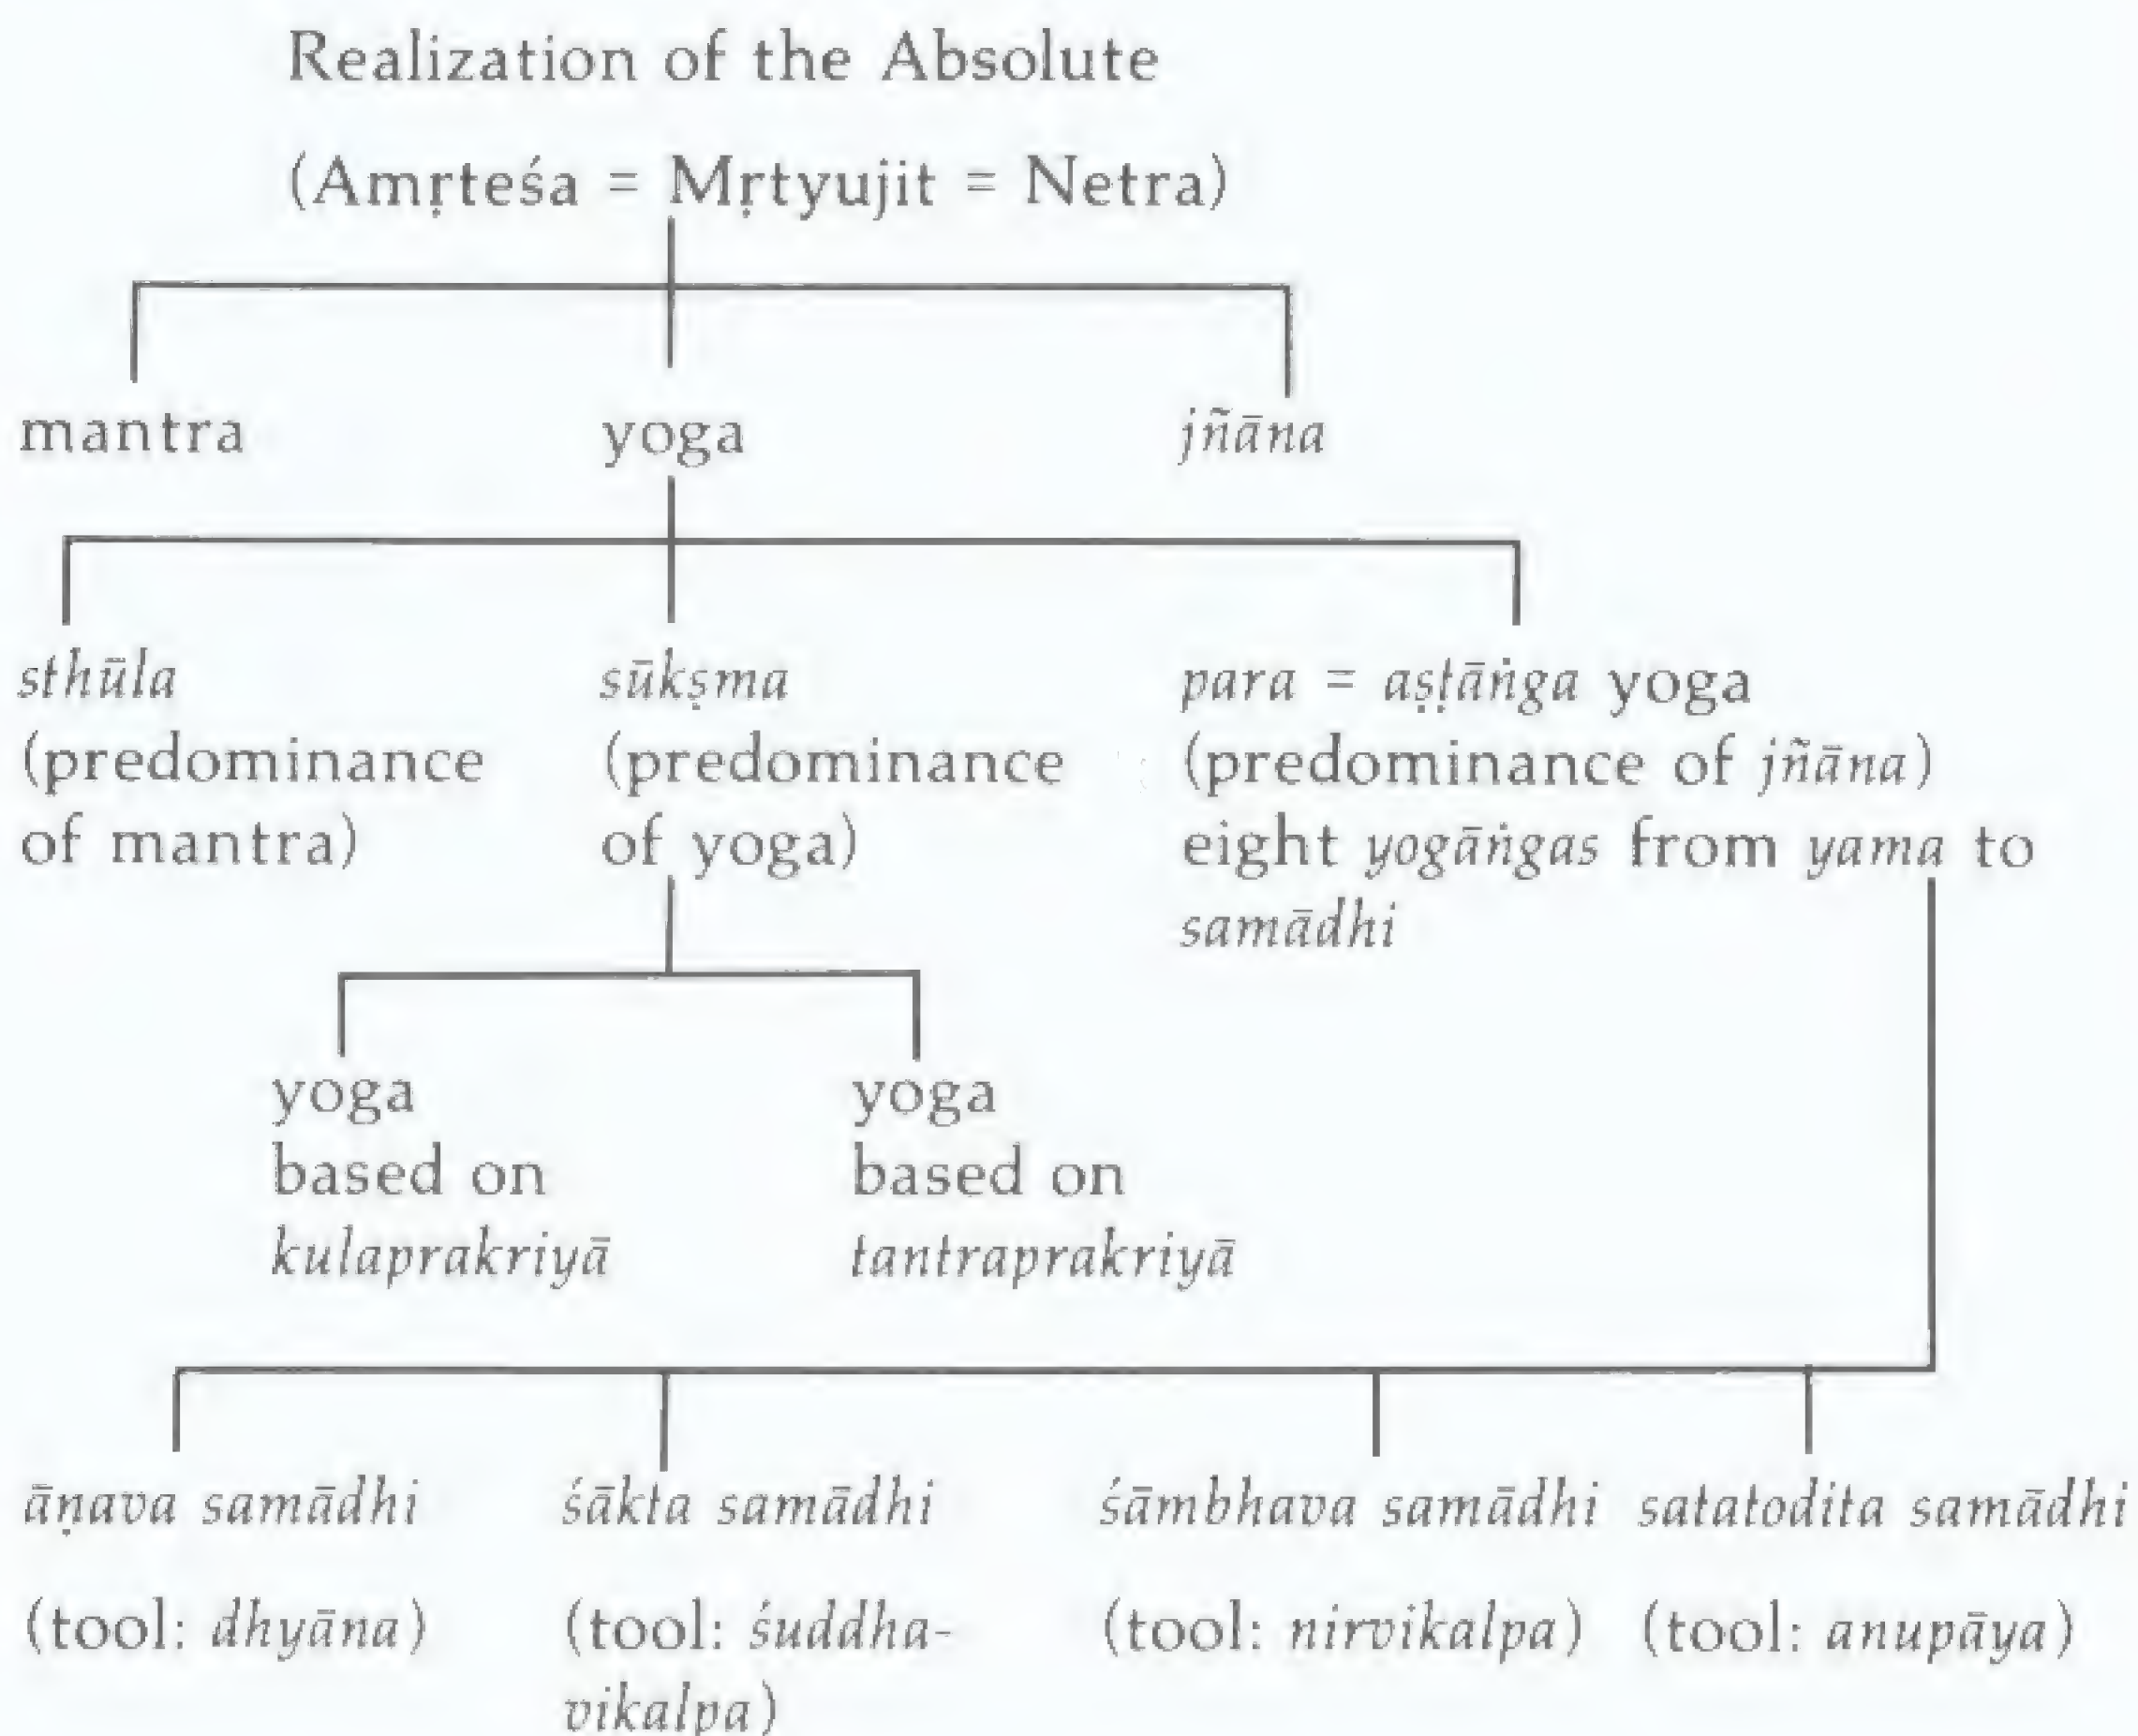 Realization of the Absolute
(Amṛteśa = Mṛtyujit = Netra)
mantra
yoga
jñāna
sthūla
(predominance
of mantra)
sūkṣma
(predominance
of yoga)
para = aṣṭāṅga yoga
(predominance of jñāna)
eight yogāṅgas from yama to
samādhi
yoga
based on
kulaprakriyā
yoga
based on
tantraprakriyā
āṇava samādhi
(tool: dhyāna)
śākta samādhi
(tool: śuddha-
vikalpa)
śāmbhava samādhi
(tool: nirvikalpa)
satatodita samādhi
(tool: anupāya)